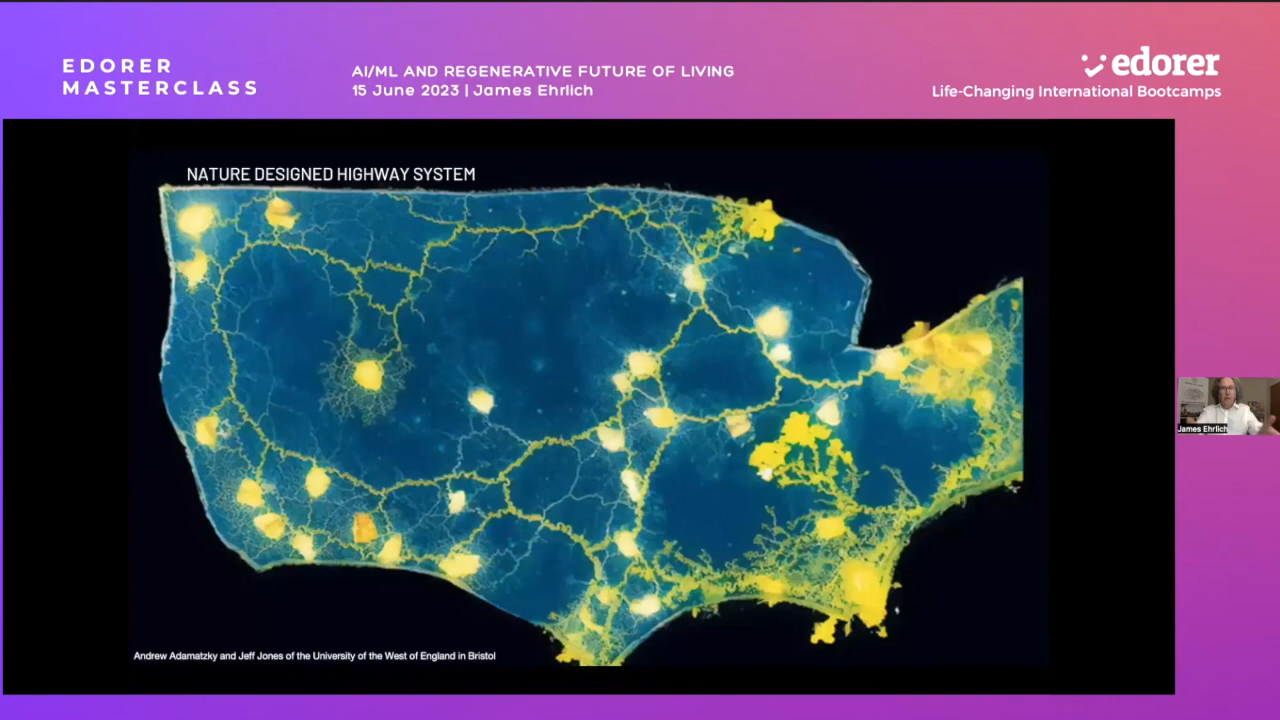 EDORER
MASTERCLASS
AI/ML AND REGENERATIVE FUTURE OF LIVING
15 June 2023 | James Ehrlich
edorer
Life-Changing International Bootcamps
NATURE DESIGNED HIGHWAY SYSTEM
James Ehrlich
Andrew Adamatzky and Jeff Jones of the University of the West of England in Bristol